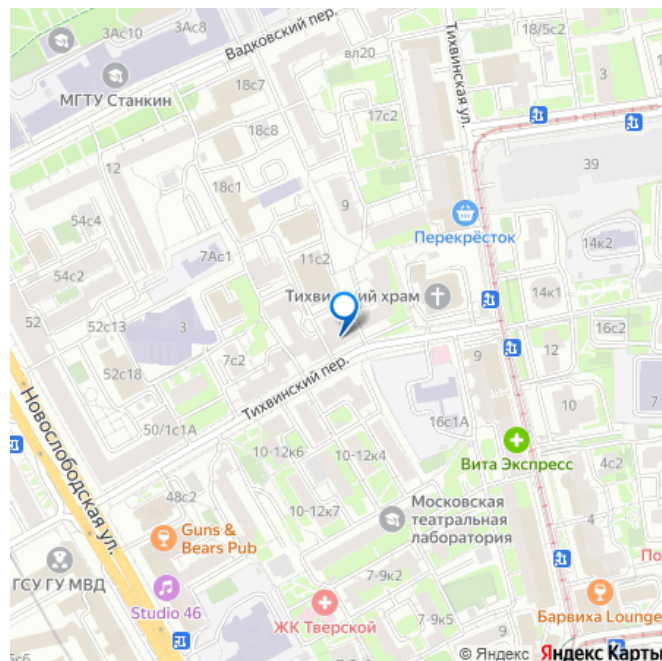 3Ас10
3Ас8
Вадковский пер.
вл20
Тихвинская ул.
18/5с2
3
МГТУ Станкин
18с7
17с2
18с8
39
12
18с1
9
Перекрёсток
54с4
7Ас1
11с2
14к2
54с2
Тихвинский храм
14к1
52
52с13
3
16с2
7с2
9
12
52с18
Тихвинский пер.
7
10
Новослободская ул.
50/1с1А
16с1А
10-12к6
10-12к4
Вита Экспресс
4с2
48с2
10-12к7
Московская
театральная
лаборатория
4
Guns &
Bears Pub
7-9к2
По
ГСУ ГУ МВД
Studio 46
ЖК Тверской
7-9к5
Барвиха Lounge
5с6
© Яндекс Яндекс Карты